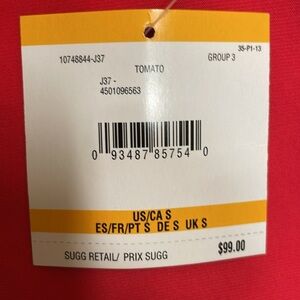 35-P1-13
10748844-J37 GROUP 3
TOMATO
J37 -
4501096563
0 93487 85754 0
US/CA S
ES/FR/PT S DE S UK S
SUGG RETAIL/ PRIX SUGG $99.00